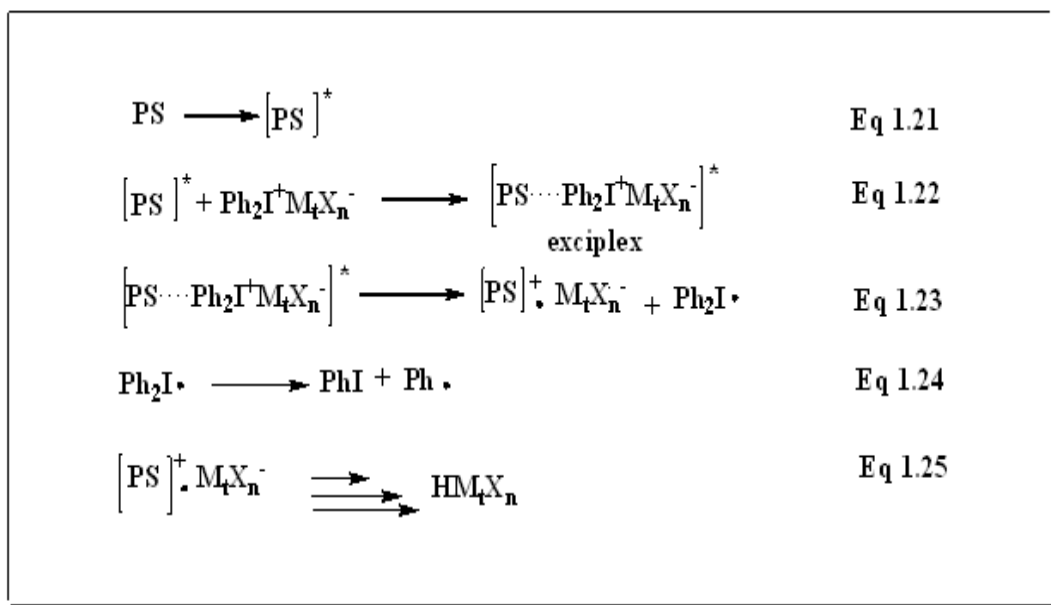 PS ⟶ [PS]* Eq 1.21
[PS]* + Ph₂I⁺MₜXₙ⁻ ⟶ [PS····Ph₂I⁺MₜXₙ⁻]* Eq 1.22
exciplex
[PS····Ph₂I⁺MₜXₙ⁻]* ⟶ [PS]⁺• MₜXₙ⁻ + Ph₂I• Eq 1.23
Ph₂I• ⟶ PhI + Ph• Eq 1.24
[PS]⁺• MₜXₙ⁻ ⟶⟶⟶ HMₜXₙ Eq 1.25